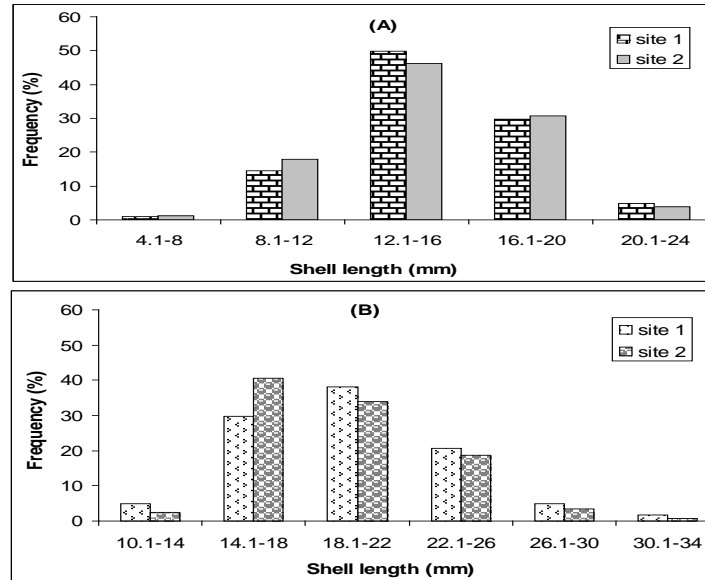 (A)
60
50
40
30
20
10
0
Frequency (%)
site 1
site 2
4.1-8 8.1-12 12.1-16 16.1-20 20.1-24
Shell length (mm)
(B)
60
50
40
30
20
10
0
Frequency (%)
site 1
site 2
10.1-14 14.1-18 18.1-22 22.1-26 26.1-30 30.1-34
Shell length (mm)